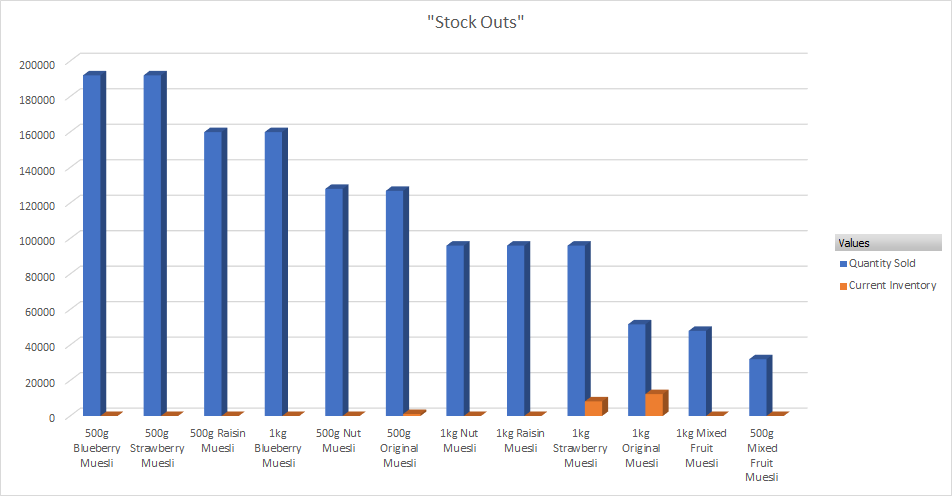 "Stock Outs"
200000
180000
160000
140000
120000
100000
80000
60000
40000
20000
0
500g
Blueberry
Muesli
500g
Strawberry
Muesli
500g Raisin
Muesli
1kg
Blueberry
Muesli
500g Nut
Muesli
500g
Original
Muesli
1kg Nut
Muesli
1kg Raisin
Muesli
1kg
Strawberry
Muesli
1kg
Original
Muesli
1kg Mixed
Fruit
Muesli
500g
Mixed
Fruit
Muesli
Values
Quantity Sold
Current Inventory